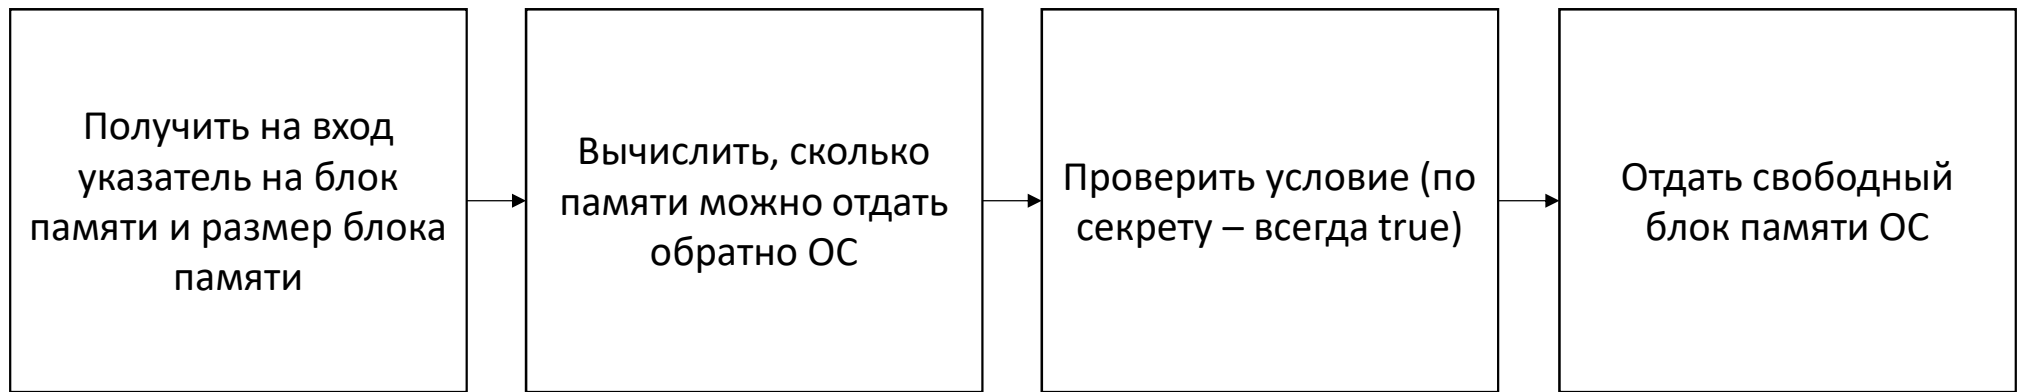 Получить на вход
указатель на блок
памяти и размер блока
памяти
Вычислить, сколько
памяти можно отдать
обратно ОС
Проверить условие (по
секрету – всегда true)
Отдать свободный
блок памяти ОС